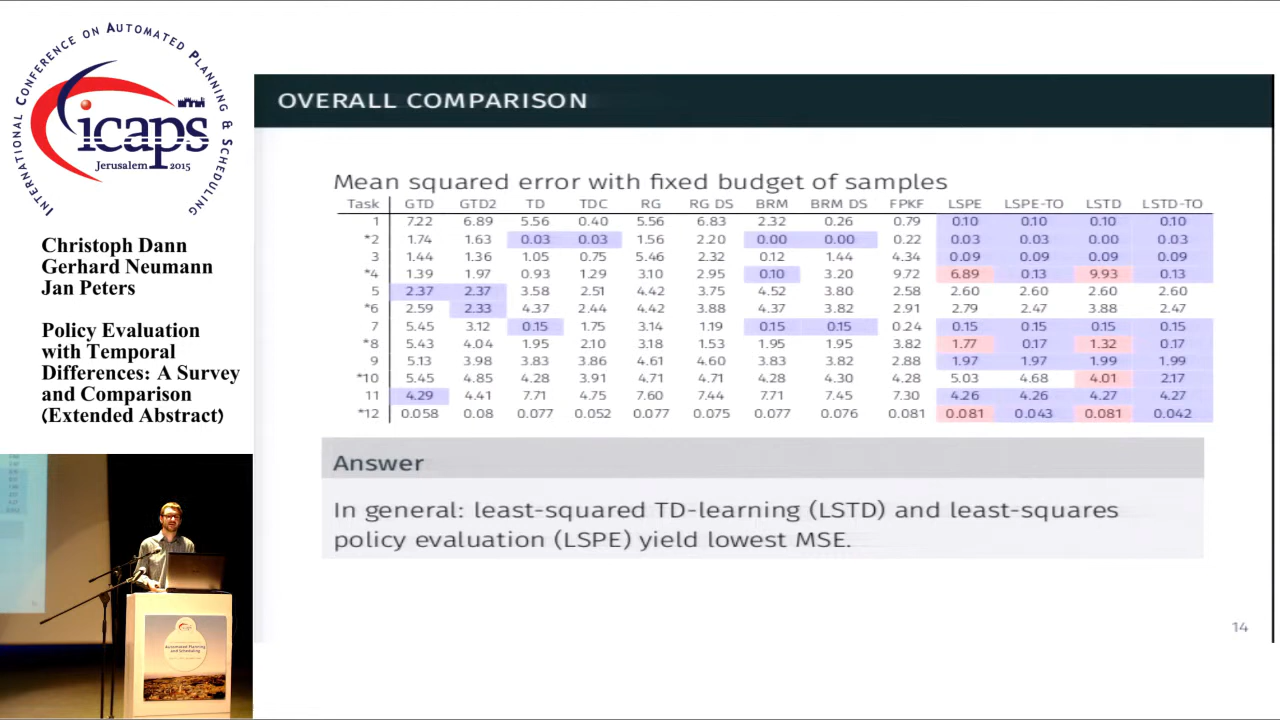 INTERNATIONAL CONFERENCE ON AUTOMATED PLANNING & SCHEDULING
icaps
Jerusalem 2015
Christoph Dann
Gerhard Neumann
Jan Peters
Policy Evaluation
with Temporal
Differences: A Survey
and Comparison
(Extended Abstract)
OVERALL COMPARISON
Mean squared error with fixed budget of samples
Task GTD GTD2 TD TDC RG RG DS BRM BRM DS FPKF LSPE LSPE-TO LSTD LSTD-TO
1 7.22 6.89 5.56 0.40 5.56 6.83 2.32 0.26 0.79 0.10 0.10 0.10 0.10
*2 1.74 1.63 0.03 0.03 1.56 2.20 0.00 0.00 0.22 0.03 0.03 0.00 0.03
3 1.44 1.36 1.05 0.75 5.46 2.32 0.12 1.44 4.34 0.09 0.09 0.09 0.09
*4 1.39 1.97 0.93 1.29 3.10 2.95 0.10 3.20 9.72 6.89 0.13 9.93 0.13
5 2.37 2.37 3.58 2.51 4.42 3.75 4.52 3.80 2.58 2.60 2.60 2.60 2.60
*6 2.59 2.33 4.37 2.44 4.42 3.88 4.37 3.82 2.91 2.79 2.47 3.88 2.47
7 5.45 3.12 0.15 1.75 3.14 1.19 0.15 0.15 0.24 0.15 0.15 0.15 0.15
*8 5.43 4.04 1.95 2.10 3.18 1.53 1.95 1.95 3.82 1.77 0.17 1.32 0.17
9 5.13 3.98 3.83 3.86 4.61 4.60 3.83 3.82 2.88 1.97 1.97 1.99 1.99
*10 5.45 4.85 4.28 3.91 4.71 4.71 4.28 4.30 4.28 5.03 4.68 4.01 2.17
11 4.29 4.41 7.71 4.75 7.60 7.44 7.71 7.45 7.30 4.26 4.26 4.27 4.27
*12 0.058 0.08 0.077 0.052 0.077 0.075 0.077 0.076 0.081 0.081 0.043 0.081 0.042
Answer
In general: least-squared TD-learning (LSTD) and least-squares
policy evaluation (LSPE) yield lowest MSE.
14
icaps
Automated Planning
and Scheduling